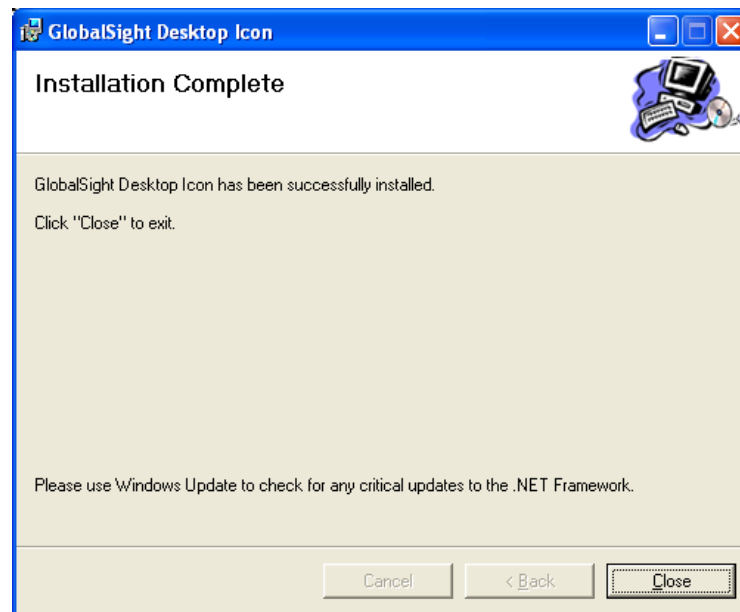 GlobalSight Desktop Icon
Installation Complete
GlobalSight Desktop Icon has been successfully installed.
Click "Close" to exit.
Please use Windows Update to check for any critical updates to the .NET Framework.
Cancel
< Back
Close